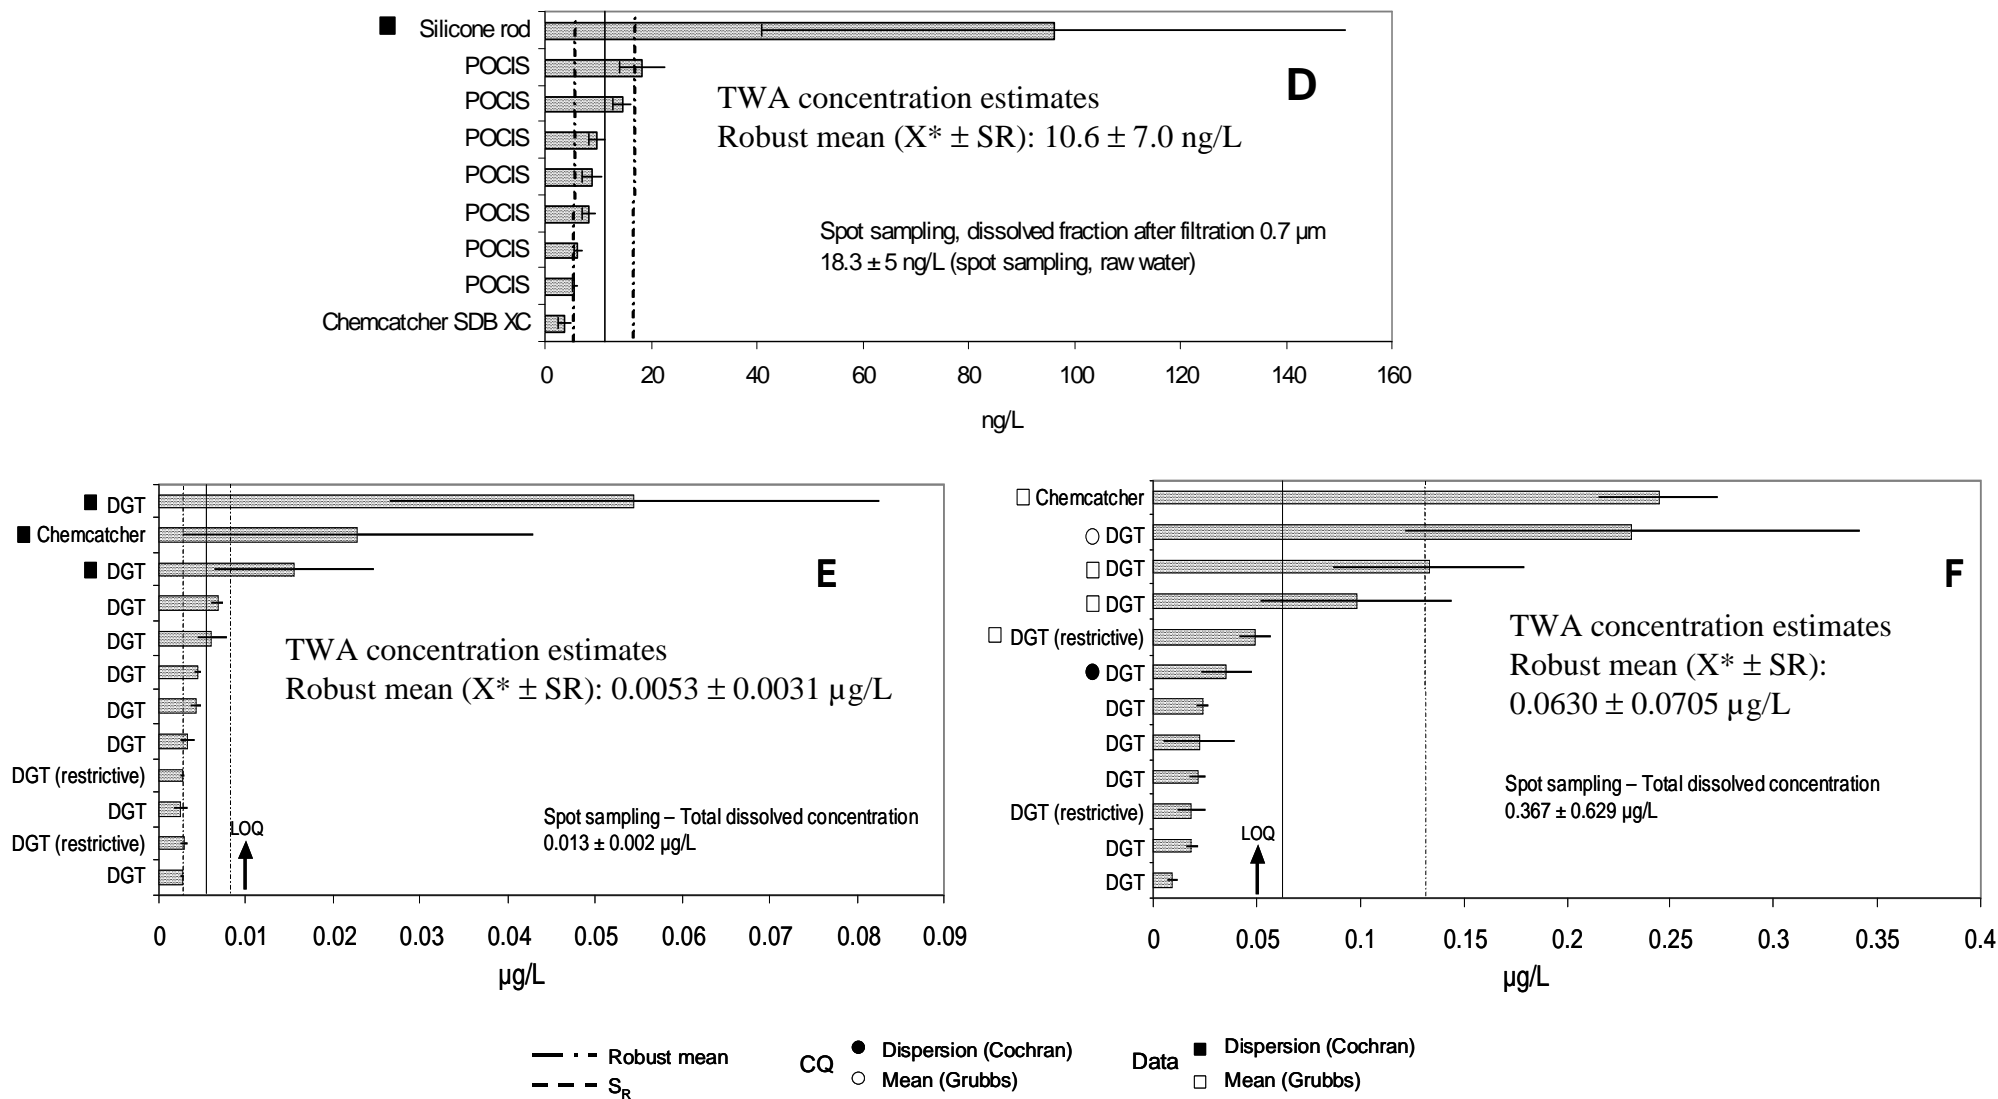 Silicone rod
POCIS
POCIS
POCIS
POCIS
POCIS
POCIS
POCIS
Chemcatcher SDB XC
D
TWA concentration estimates
Robust mean (X* ± SR): 10.6 ± 7.0 ng/L
Spot sampling, dissolved fraction after filtration 0.7 µm
18.3 ± 5 ng/L (spot sampling, raw water)
0 20 40 60 80 100 120 140 160
ng/L
DGT
Chemcatcher
DGT
DGT
DGT
DGT
DGT
DGT
DGT (restrictive)
DGT
DGT (restrictive)
DGT
E
TWA concentration estimates
Robust mean (X* ± SR): 0.0053 ± 0.0031 µg/L
Spot sampling – Total dissolved concentration
0.013 ± 0.002 µg/L
LOQ
0 0.01 0.02 0.03 0.04 0.05 0.06 0.07 0.08 0.09
µg/L
Chemcatcher
DGT
DGT
DGT
DGT (restrictive)
DGT
DGT
DGT
DGT
DGT (restrictive)
DGT
DGT
F
TWA concentration estimates
Robust mean (X* ± SR):
0.0630 ± 0.0705 µg/L
Spot sampling – Total dissolved concentration
0.367 ± 0.629 µg/L
LOQ
0 0.05 0.1 0.15 0.2 0.25 0.3 0.35 0.4
µg/L
Robust mean
SR
CQ
Dispersion (Cochran)
Mean (Grubbs)
Data
Dispersion (Cochran)
Mean (Grubbs)